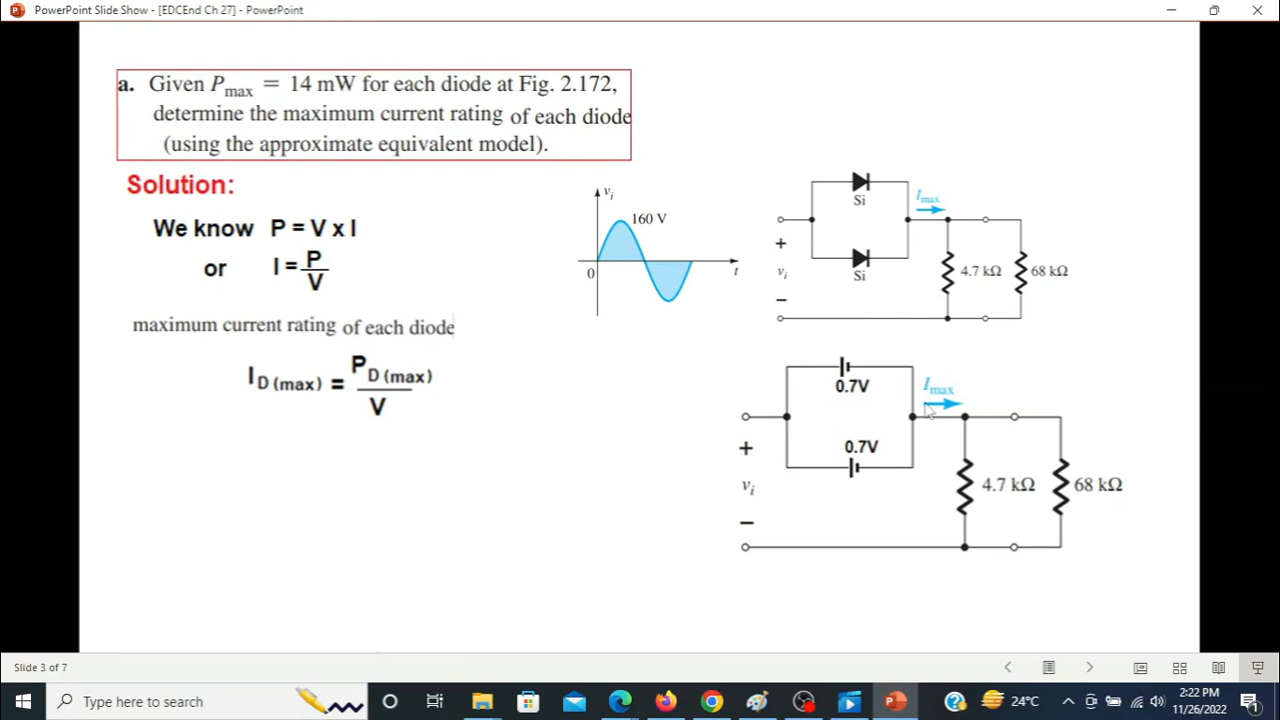 PowerPoint Slide Show - [EDCEnd Ch 27] - PowerPoint
a. Given Pmax = 14 mW for each diode at Fig. 2.172,
determine the maximum current rating of each diode
(using the approximate equivalent model).
Solution:
We know P = V x I
or I = P/V
maximum current rating of each diode
I D (max) = P D (max) / V
vi
160 V
0
t
Si
Imax
+
Si
vi
4.7 kΩ
68 kΩ
−
0.7V
Imax
0.7V
+
vi
4.7 kΩ
68 kΩ
−
Slide 3 of 7
Type here to search
24°C
2:22 PM
11/26/2022
1